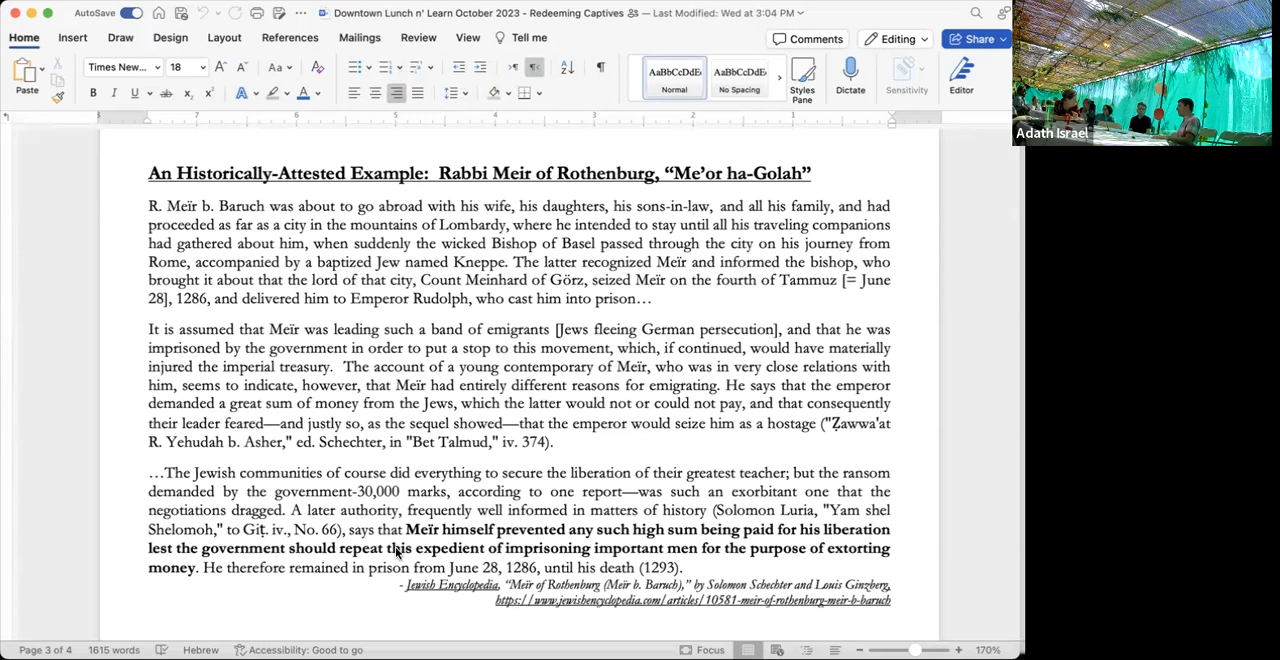 AutoSave
Downtown Lunch n' Learn October 2023 - Redeeming Captives — Last Modified: Wed at 3:04 PM
Home Insert Draw Design Layout References Mailings Review View Tell me Comments Editing Share
Paste Times New... 18 Aa AaBbCcDdE AaBbCcDdE
Normal No Spacing Styles Pane Dictate Sensitivity Editor
8 7 6 5 4 3 2 1
Adath Israel
An Historically-Attested Example: Rabbi Meir of Rothenburg, “Me’or ha-Golah”
R. Meïr b. Baruch was about to go abroad with his wife, his daughters, his sons-in-law, and all his family, and had
proceeded as far as a city in the mountains of Lombardy, where he intended to stay until all his traveling companions
had gathered about him, when suddenly the wicked Bishop of Basel passed through the city on his journey from
Rome, accompanied by a baptized Jew named Kneppe. The latter recognized Meïr and informed the bishop, who
brought it about that the lord of that city, Count Meinhard of Görz, seized Meïr on the fourth of Tammuz [= June
28], 1286, and delivered him to Emperor Rudolph, who cast him into prison…
It is assumed that Meïr was leading such a band of emigrants [Jews fleeing German persecution], and that he was
imprisoned by the government in order to put a stop to this movement, which, if continued, would have materially
injured the imperial treasury. The account of a young contemporary of Meïr, who was in very close relations with
him, seems to indicate, however, that Meïr had entirely different reasons for emigrating. He says that the emperor
demanded a great sum of money from the Jews, which the latter would not or could not pay, and that consequently
their leader feared—and justly so, as the sequel showed—that the emperor would seize him as a hostage ("Ẓawwa'at
R. Yehudah b. Asher," ed. Schechter, in "Bet Talmud," iv. 374).
…The Jewish communities of course did everything to secure the liberation of their greatest teacher; but the ransom
demanded by the government-30,000 marks, according to one report—was such an exorbitant one that the
negotiations dragged. A later authority, frequently well informed in matters of history (Solomon Luria, "Yam shel
Shelomoh," to Giṭ. iv., No. 66), says that Meïr himself prevented any such high sum being paid for his liberation
lest the government should repeat this expedient of imprisoning important men for the purpose of extorting
money. He therefore remained in prison from June 28, 1286, until his death (1293).
- Jewish Encyclopedia, “Meïr of Rothenburg (Meïr b. Baruch),” by Solomon Schechter and Louis Ginzberg,
https://www.jewishencyclopedia.com/articles/10581-meir-of-rothenburg-meir-b-baruch
Page 3 of 4 1615 words Hebrew Accessibility: Good to go Focus 170%